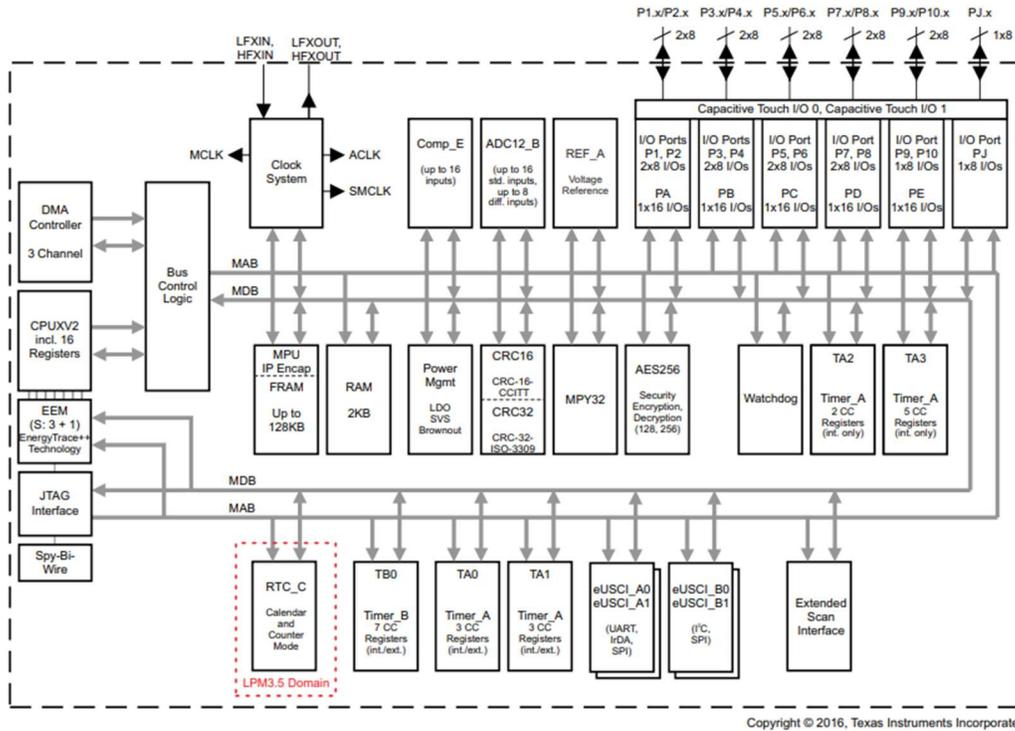 P1.x/P2.x
P3.x/P4.x
P5.x/P6.x
P7.x/P8.x
P9.x/P10.x
PJ.x
2x8
2x8
2x8
2x8
2x8
1x8
LFXIN,
HFXIN
LFXOUT,
HFXOUT
MCLK
Clock
System
ACLK
SMCLK
Comp_E
(up to 16
inputs)
ADC12_B
(up to 16
std. inputs,
up to 8
diff. inputs)
REF_A
Voltage
Reference
Capacitive Touch I/O 0, Capacitive Touch I/O 1
I/O Ports
P1, P2
2x8 I/Os
PA
1x16 I/Os
I/O Ports
P3, P4
2x8 I/Os
PB
1x16 I/Os
I/O Port
P5, P6
2x8 I/Os
PC
1x16 I/Os
I/O Port
P7, P8
2x8 I/Os
PD
1x16 I/Os
I/O Port
P9, P10
1x8 I/Os
PE
1x16 I/Os
I/O Port
PJ
1x8 I/Os
DMA
Controller
3 Channel
Bus
Control
Logic
MAB
MDB
CPUXV2
incl. 16
Registers
MPU
IP Encap
FRAM
Up to
128KB
RAM
2KB
Power
Mgmt
LDO
SVS
Brownout
CRC16
CRC-16-
CCITT
CRC32
CRC-32-
ISO-3309
MPY32
AES256
Security
Encryption,
Decryption
(128, 256)
Watchdog
TA2
Timer_A
2 CC
Registers
(int. only)
TA3
Timer_A
5 CC
Registers
(int. only)
EEM
(S: 3 + 1)
EnergyTrace++
Technology
JTAG
Interface
Spy-Bi-
Wire
MDB
MAB
RTC_C
Calendar
and
Counter
Mode
LPM3.5 Domain
TB0
Timer_B
7 CC
Registers
(int./ext.)
TA0
Timer_A
3 CC
Registers
(int./ext.)
TA1
Timer_A
3 CC
Registers
(int./ext.)
eUSCI_A0
eUSCI_A1
(UART,
IrDA,
SPI)
eUSCI_B0
eUSCI_B1
(I²C,
SPI)
Extended
Scan
Interface
Copyright © 2016, Texas Instruments Incorporate